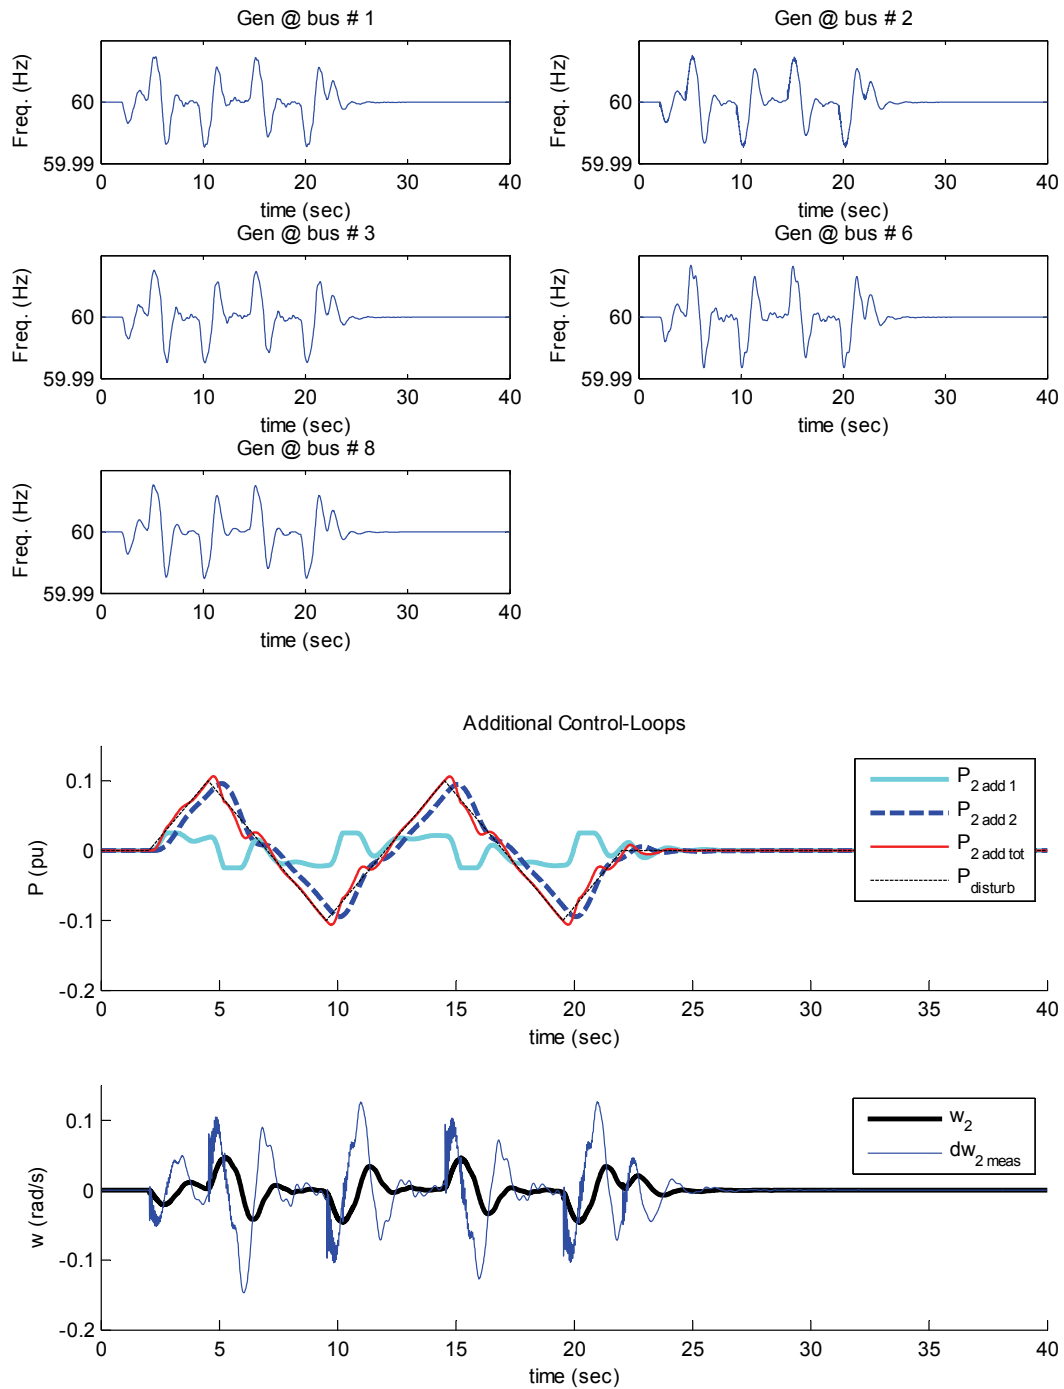 Gen @ bus # 1
Freq. (Hz)
60
59.99
0 10 20 30 40
time (sec)
Gen @ bus # 2
Freq. (Hz)
60
59.99
0 10 20 30 40
time (sec)
Gen @ bus # 3
Freq. (Hz)
60
59.99
0 10 20 30 40
time (sec)
Gen @ bus # 6
Freq. (Hz)
60
59.99
0 10 20 30 40
time (sec)
Gen @ bus # 8
Freq. (Hz)
60
59.99
0 10 20 30 40
time (sec)
Additional Control-Loops
P (pu)
0.1
0
-0.1
-0.2
0 5 10 15 20 25 30 35 40
time (sec)
P2 add 1
P2 add 2
P2 add tot
Pdisturb
w (rad/s)
0.1
0
-0.1
-0.2
0 5 10 15 20 25 30 35 40
time (sec)
w2
dw2 meas